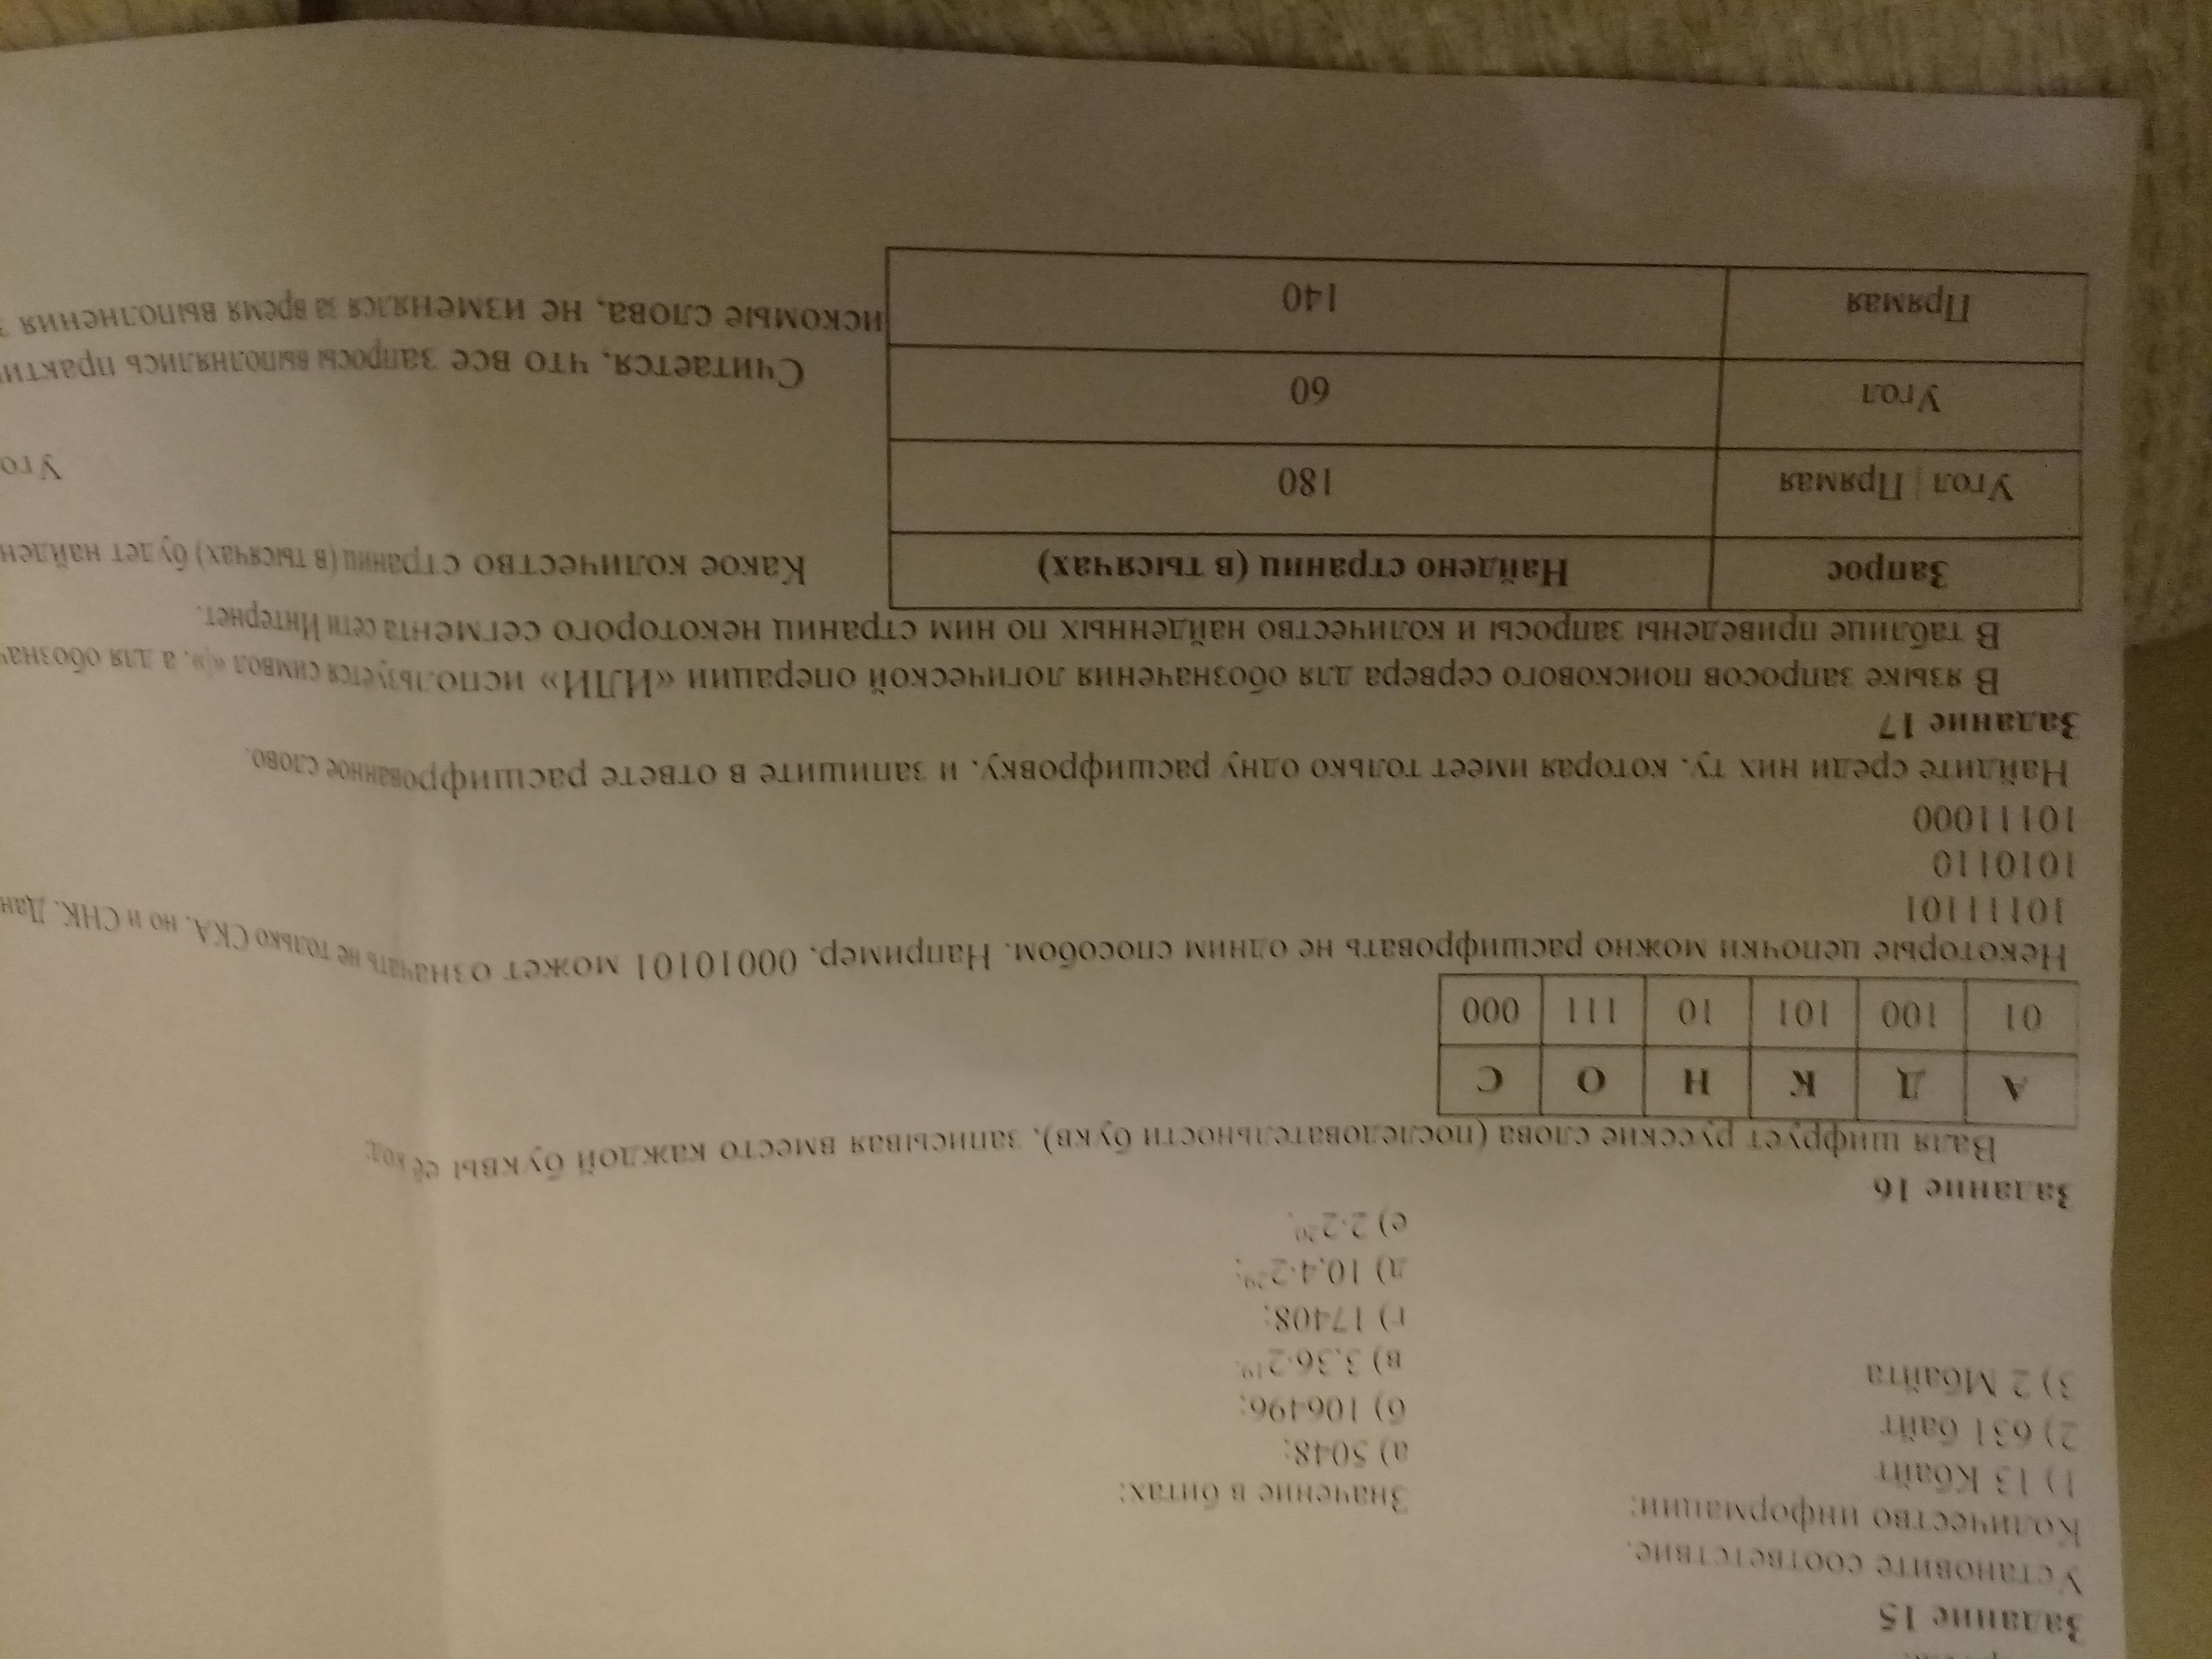 Задание 15
Установите соответствие.
Количество информации:
Значение в битах:
1) 13 Кбайт
а) 5048;
2) 631 байт
б) 106496;
3) 2 Мбайта
в) 3,36·2¹⁹
г) 17408;
д) 10,4·2²⁰;
е) 2·2²⁰.
Задание 16
Валя шифрует русские слова (последовательности букв), записывая вместо каждой буквы её код:
А Д К Н О С
01 100 101 10 111 000
Некоторые цепочки можно расшифровать не одним способом. Например, 00010101 может означать не только СКА, но и СНК. Дан
10111101
1010110
10111000
Найдите среди них ту, которая имеет только одну расшифровку, и запишите в ответе расшифрованное слово.
Задание 17
В языке запросов поискового сервера для обозначения логической операции «ИЛИ» используется символ «|», а для обознач
В таблице приведены запросы и количество найденных по ним страниц некоторого сегмента сети Интернет.
Запрос Найдено страниц (в тысячах)
Угол | Прямая 180
Угол 60
Прямая 140
Какое количество страниц (в тысячах) будет найден
Уго
Считается, что все запросы выполнялись практи
искомые слова, не изменялся за время выполнения з